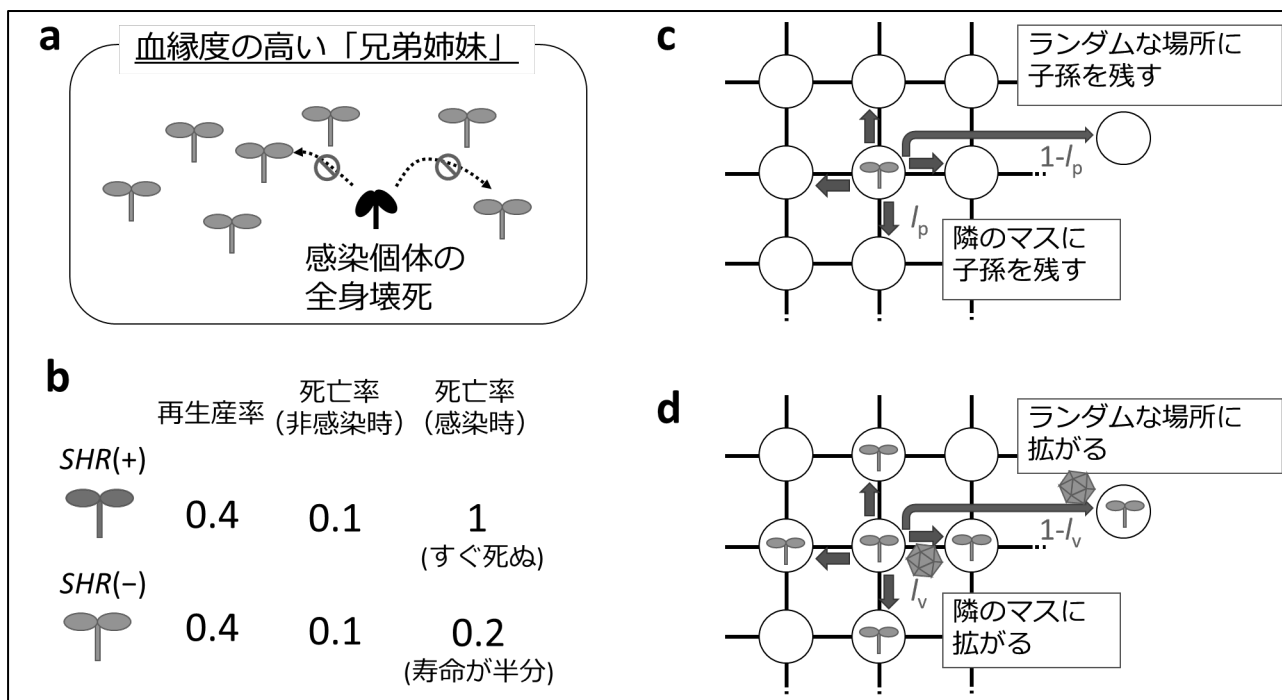 a
血縁度の高い「兄弟姉妹」
感染個体の
全身壊死
b
再生産率
死亡率
(非感染時)
死亡率
(感染時)
SHR(+)
0.4
0.1
1
(すぐ死ぬ)
SHR(−)
0.4
0.1
0.2
(寿命が半分)
c
ランダムな場所に
子孫を残す
1-lp
lp
隣のマスに
子孫を残す
d
ランダムな場所に
拡がる
1-lv
lv
隣のマスに
拡がる